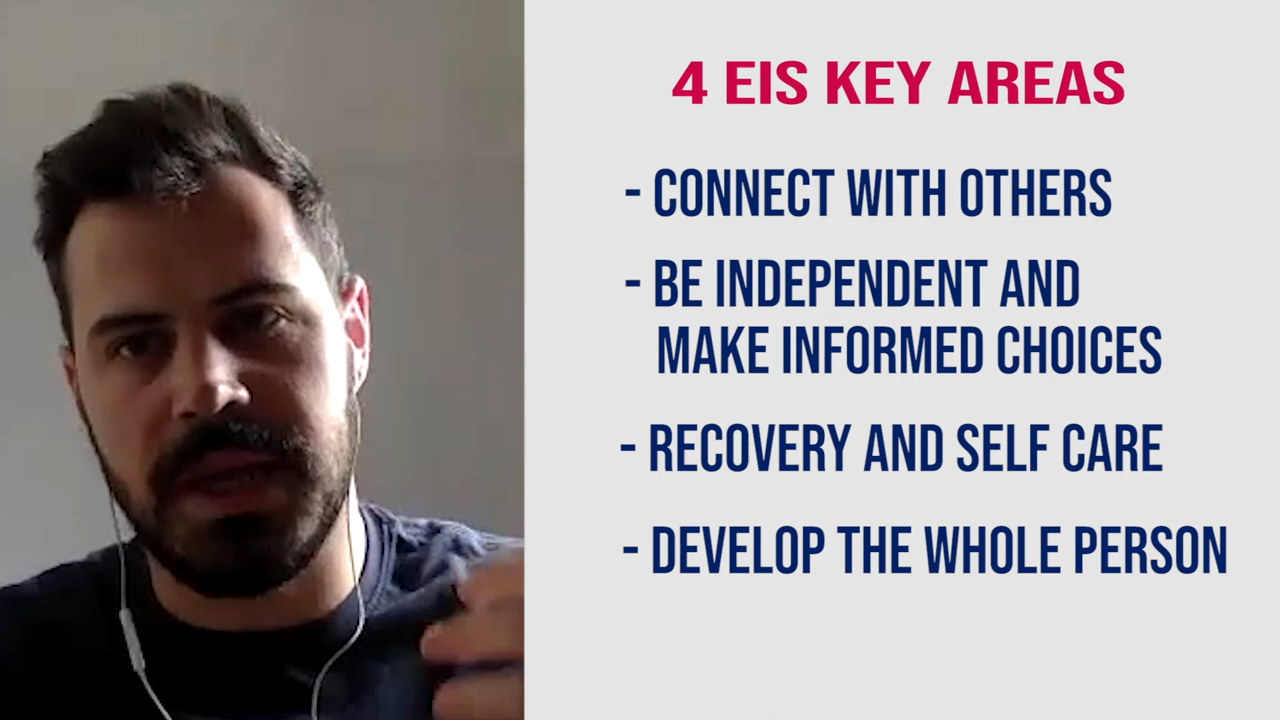 4 EIS KEY AREAS
- CONNECT WITH OTHERS
- BE INDEPENDENT AND
MAKE INFORMED CHOICES
- RECOVERY AND SELF CARE
- DEVELOP THE WHOLE PERSON